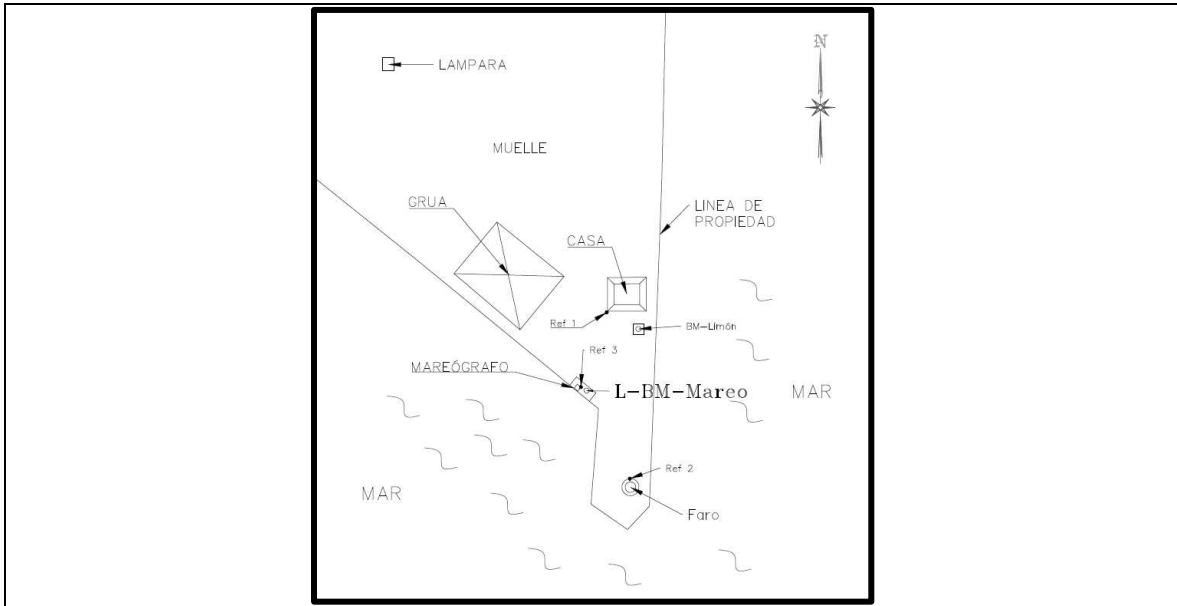 N
LAMPARA
MUELLE
GRUA
LINEA DE
PROPIEDAD
CASA
Ref 1
BM-Limón
Ref 3
MAREÓGRAFO
L-BM-Mareo
MAR
Ref 2
MAR
Faro